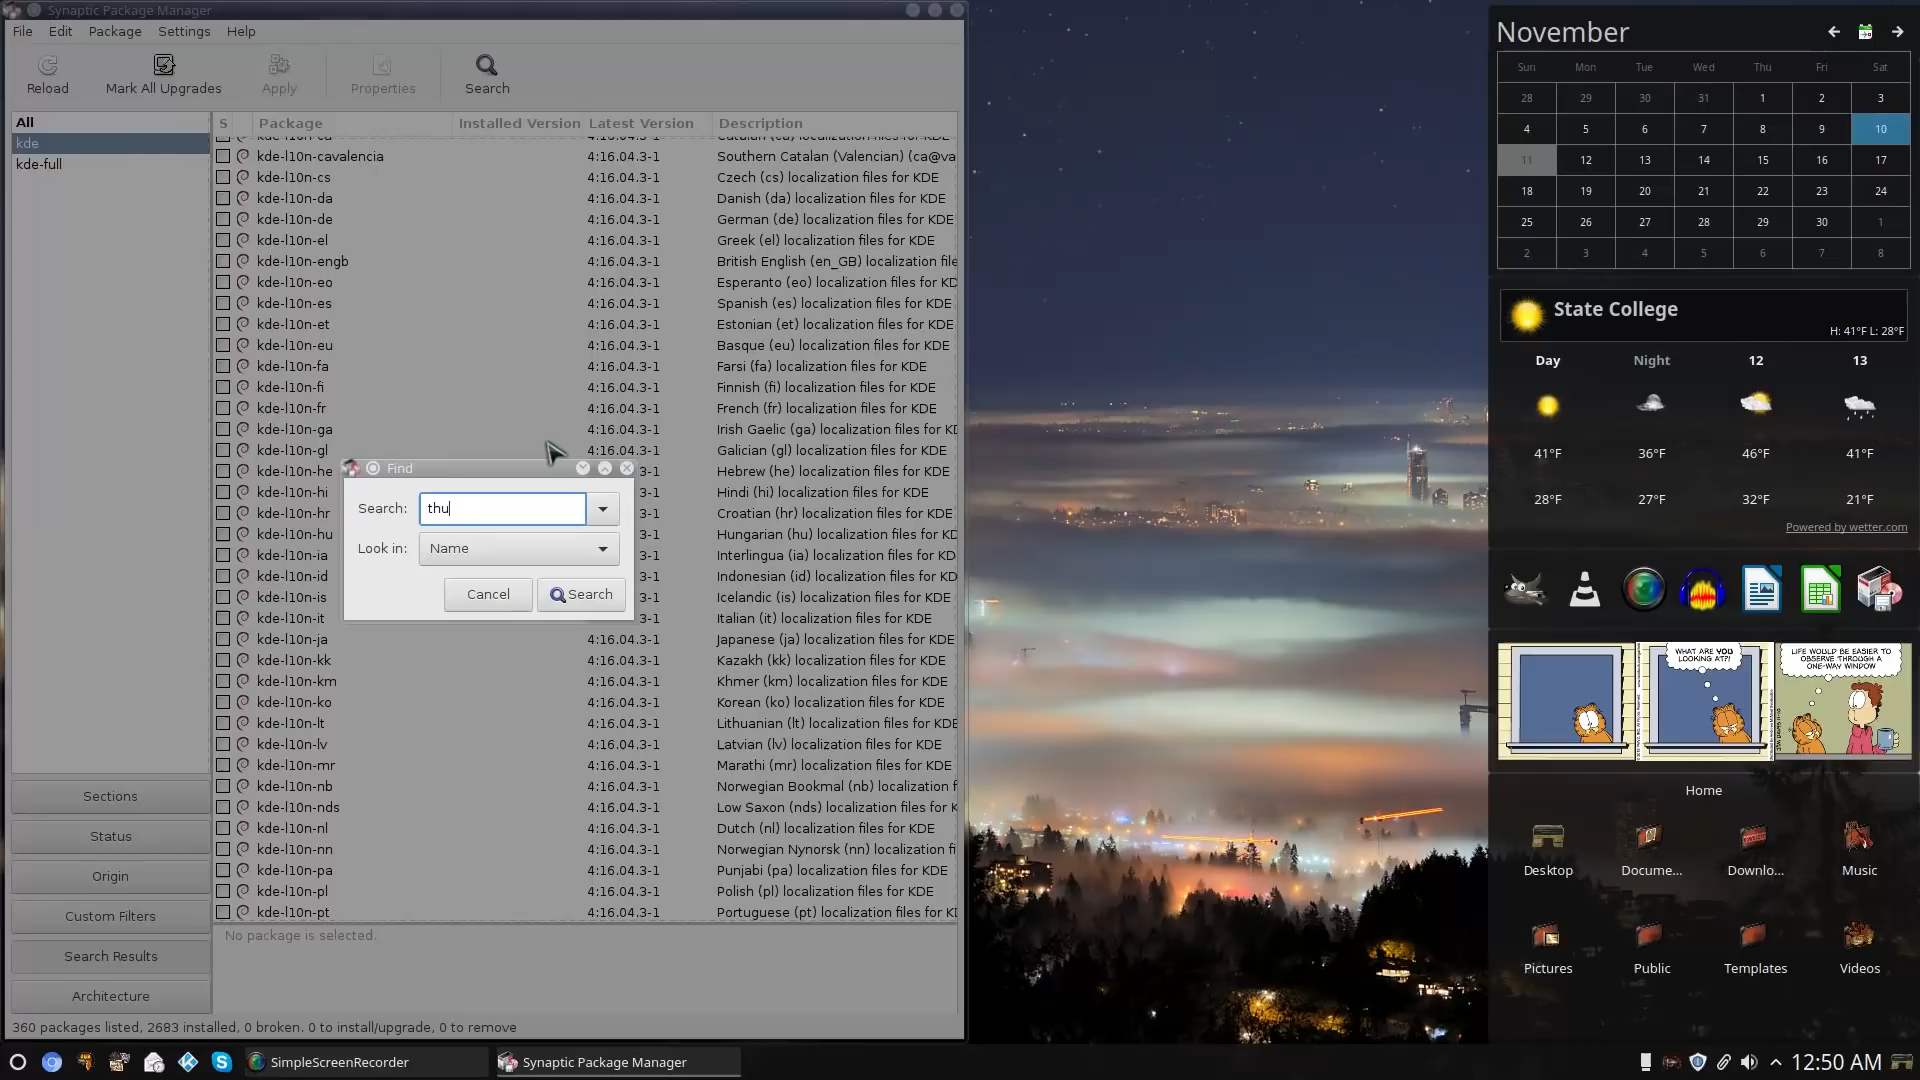 Synaptic Package Manager
File Edit Package Settings Help
Reload Mark All Upgrades Apply Properties Search
All
kde
kde-full
S Package Installed Version Latest Version Description
kde-l10n-cavalencia 4:16.04.3-1 Southern Catalan (Valencian) (ca@va
kde-l10n-cs 4:16.04.3-1 Czech (cs) localization files for KDE
kde-l10n-da 4:16.04.3-1 Danish (da) localization files for KDE
kde-l10n-de 4:16.04.3-1 German (de) localization files for KDE
kde-l10n-el 4:16.04.3-1 Greek (el) localization files for KDE
kde-l10n-engb 4:16.04.3-1 British English (en_GB) localization file
kde-l10n-eo 4:16.04.3-1 Esperanto (eo) localization files for KDE
kde-l10n-es 4:16.04.3-1 Spanish (es) localization files for KDE
kde-l10n-et 4:16.04.3-1 Estonian (et) localization files for KDE
kde-l10n-eu 4:16.04.3-1 Basque (eu) localization files for KDE
kde-l10n-fa 4:16.04.3-1 Farsi (fa) localization files for KDE
kde-l10n-fi 4:16.04.3-1 Finnish (fi) localization files for KDE
kde-l10n-fr 4:16.04.3-1 French (fr) localization files for KDE
kde-l10n-ga 4:16.04.3-1 Irish Gaelic (ga) localization files for KDE
kde-l10n-gl 4:16.04.3-1 Galician (gl) localization files for KDE
kde-l10n-he 3-1 Hebrew (he) localization files for KDE
kde-l10n-hi 3-1 Hindi (hi) localization files for KDE
kde-l10n-hr 3-1 Croatian (hr) localization files for KDE
kde-l10n-hu 3-1 Hungarian (hu) localization files for KDE
kde-l10n-ia 3-1 Interlingua (ia) localization files for KDE
kde-l10n-id 3-1 Indonesian (id) localization files for KDE
kde-l10n-is 3-1 Icelandic (is) localization files for KDE
kde-l10n-it 3-1 Italian (it) localization files for KDE
kde-l10n-ja 4:16.04.3-1 Japanese (ja) localization files for KDE
kde-l10n-kk 4:16.04.3-1 Kazakh (kk) localization files for KDE
kde-l10n-km 4:16.04.3-1 Khmer (km) localization files for KDE
kde-l10n-ko 4:16.04.3-1 Korean (ko) localization files for KDE
kde-l10n-lt 4:16.04.3-1 Lithuanian (lt) localization files for KDE
kde-l10n-lv 4:16.04.3-1 Latvian (lv) localization files for KDE
kde-l10n-mr 4:16.04.3-1 Marathi (mr) localization files for KDE
kde-l10n-nb 4:16.04.3-1 Norwegian Bookmal (nb) localization f
kde-l10n-nds 4:16.04.3-1 Low Saxon (nds) localization files for K
kde-l10n-nl 4:16.04.3-1 Dutch (nl) localization files for KDE
kde-l10n-nn 4:16.04.3-1 Norwegian Nynorsk (nn) localization fi
kde-l10n-pa 4:16.04.3-1 Punjabi (pa) localization files for KDE
kde-l10n-pl 4:16.04.3-1 Polish (pl) localization files for KDE
kde-l10n-pt 4:16.04.3-1 Portuguese (pt) localization files for KD
Find
Search: thu
Look in: Name
Cancel Search
No package is selected.
Sections
Status
Origin
Custom Filters
Search Results
Architecture
360 packages listed, 2683 installed, 0 broken. 0 to install/upgrade, 0 to remove
November
Sun Mon Tue Wed Thu Fri Sat
28 29 30 31 1 2 3
4 5 6 7 8 9 10
11 12 13 14 15 16 17
18 19 20 21 22 23 24
25 26 27 28 29 30 1
2 3 4 5 6 7 8
State College
H: 41°F L: 28°F
Day Night 12 13
41°F 36°F 46°F 41°F
28°F 27°F 32°F 21°F
Powered by wetter.com
WHAT ARE YOU
LOOKING AT?!
LIFE WOULD BE EASIER TO
OBSERVE THROUGH A
ONE-WAY WINDOW
Home
Desktop Docume... Downlo... Music
Pictures Public Templates Videos
SimpleScreenRecorder Synaptic Package Manager 12:50 AM